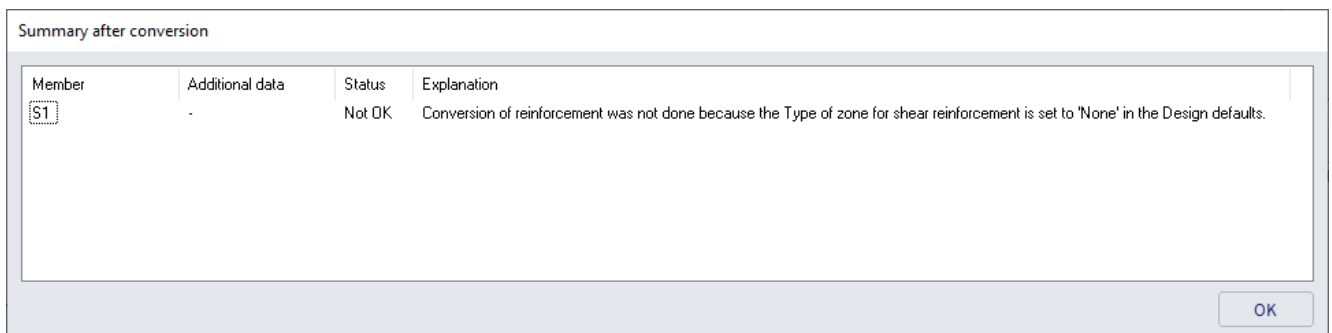 Summary after conversion
Member Additional data Status Explanation
S1 - Not OK Conversion of reinforcement was not done because the Type of zone for shear reinforcement is set to 'None' in the Design defaults.
OK